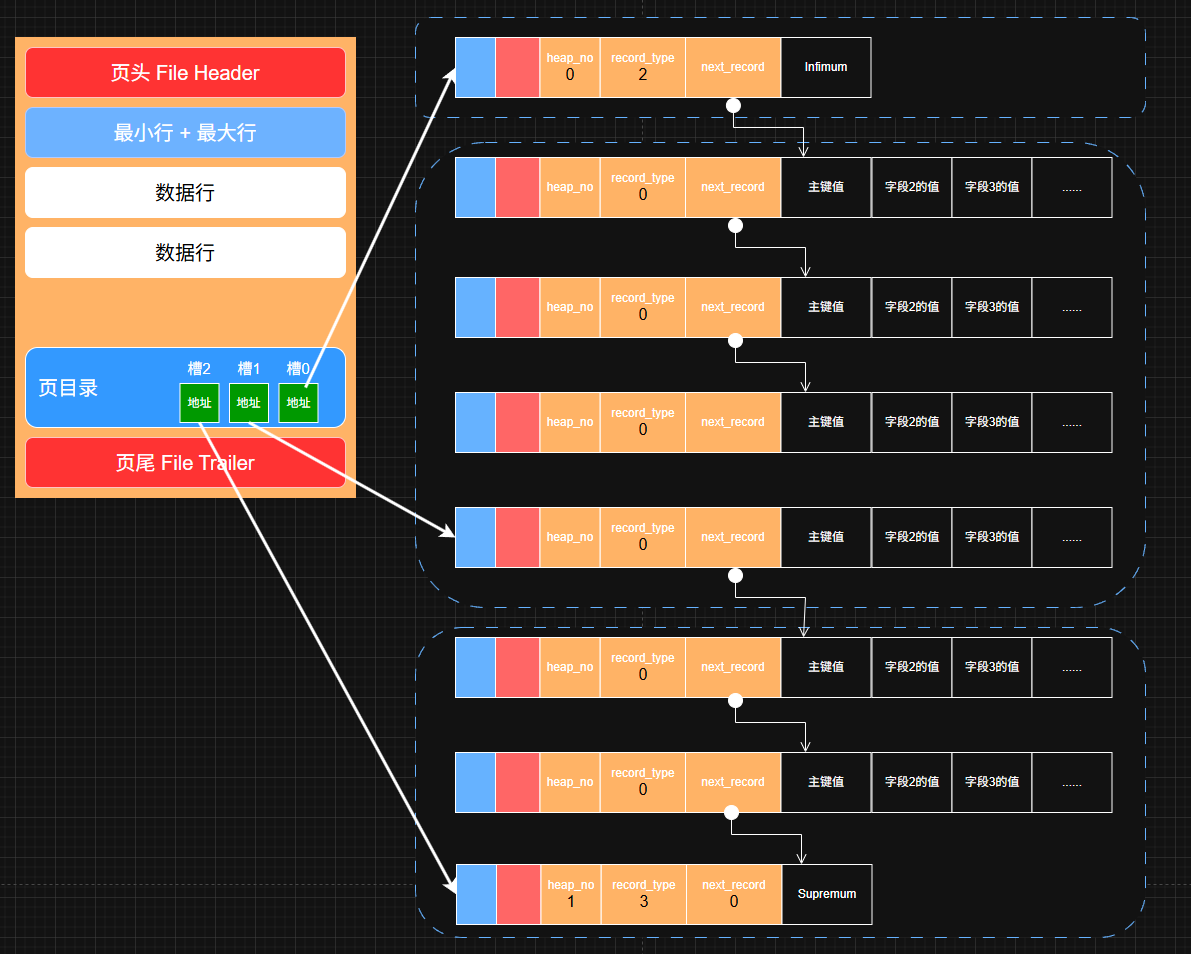 页头 File Header
最小行 + 最大行
数据行
数据行
页目录
槽2 槽1 槽0
地址 地址 地址
页尾 File Trailer
heap_no record_type next_record Infimum
0 2
heap_no record_type next_record 主键值 字段2的值 字段3的值 ......
0
heap_no record_type next_record 主键值 字段2的值 字段3的值 ......
0
heap_no record_type next_record 主键值 字段2的值 字段3的值 ......
0
heap_no record_type next_record 主键值 字段2的值 字段3的值 ......
0
heap_no record_type next_record 主键值 字段2的值 字段3的值 ......
0
heap_no record_type next_record 主键值 字段2的值 字段3的值 ......
0
heap_no record_type next_record Supremum
1 3 0